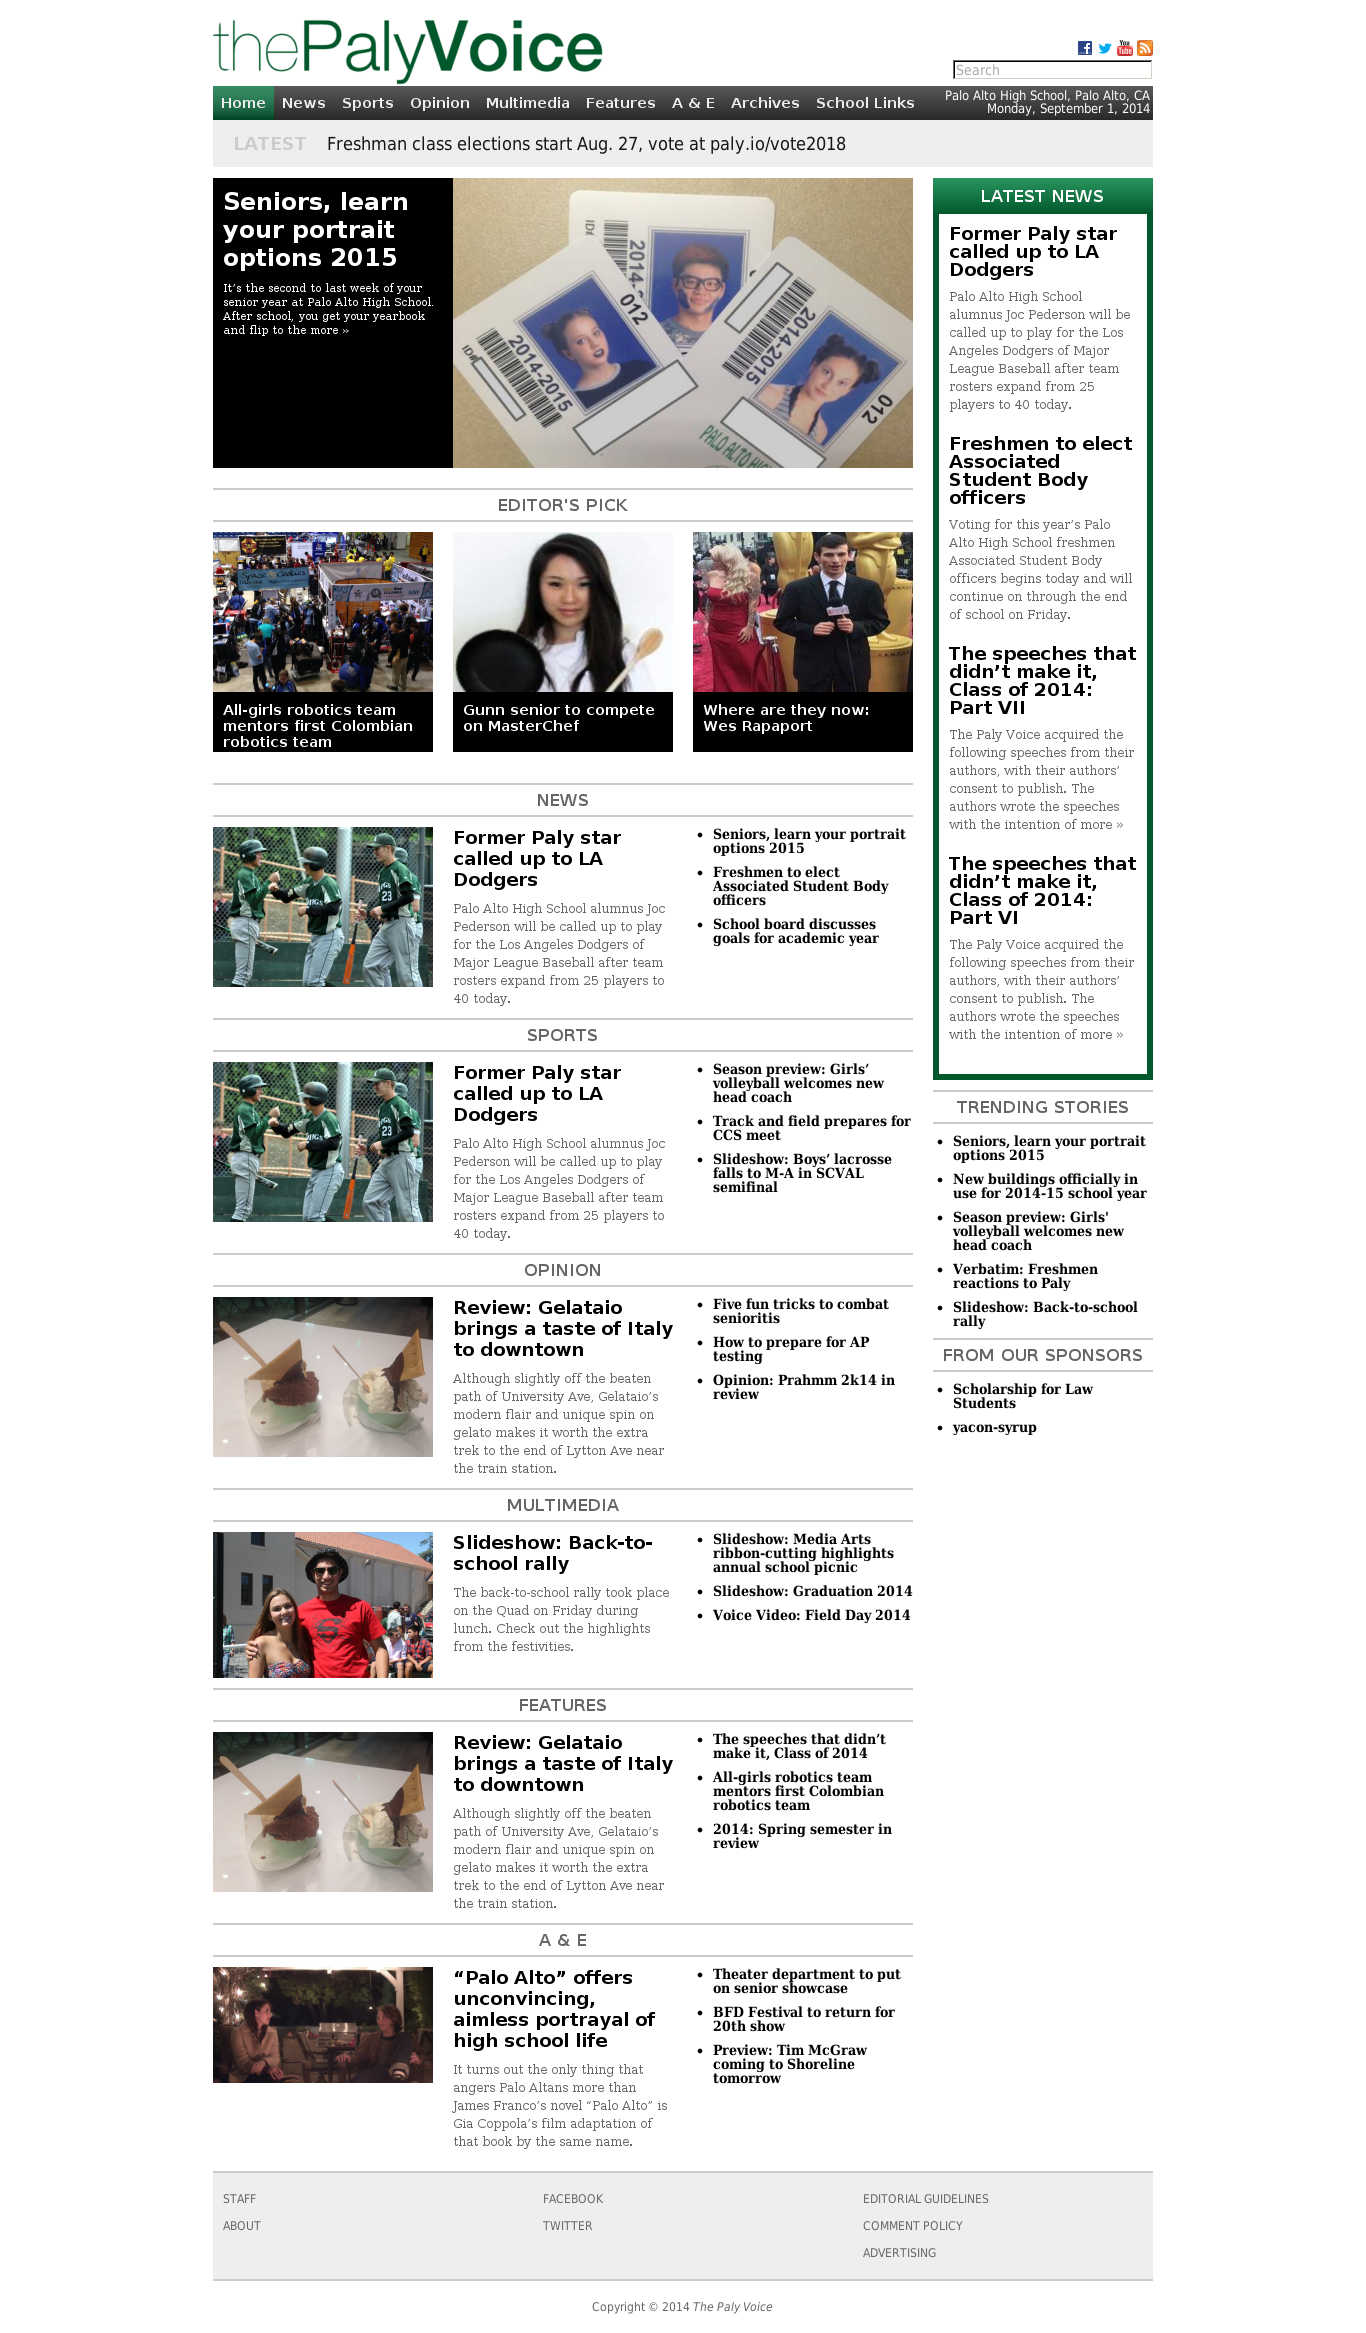 thePalyVoice
Search
Home News Sports Opinion Multimedia Features A & E Archives School Links
Palo Alto High School, Palo Alto, CA
Monday, September 1, 2014
LATEST Freshman class elections start Aug. 27, vote at paly.io/vote2018
Seniors, learn
your portrait
options 2015
It’s the second to last week of your
senior year at Palo Alto High School.
After school, you get your yearbook
and flip to the more »
ID#
2014-2015
012
2014-2015
012
PALO ALTO HIGH
EDITOR'S PICK
All-girls robotics team
mentors first Colombian
robotics team
Gunn senior to compete
on MasterChef
Where are they now:
Wes Rapaport
NEWS
Former Paly star
called up to LA
Dodgers
Palo Alto High School alumnus Joc
Pederson will be called up to play
for the Los Angeles Dodgers of
Major League Baseball after team
rosters expand from 25 players to
40 today.
• Seniors, learn your portrait
options 2015
• Freshmen to elect
Associated Student Body
officers
• School board discusses
goals for academic year
SPORTS
Former Paly star
called up to LA
Dodgers
Palo Alto High School alumnus Joc
Pederson will be called up to play
for the Los Angeles Dodgers of
Major League Baseball after team
rosters expand from 25 players to
40 today.
• Season preview: Girls’
volleyball welcomes new
head coach
• Track and field prepares for
CCS meet
• Slideshow: Boys’ lacrosse
falls to M-A in SCVAL
semifinal
OPINION
Review: Gelataio
brings a taste of Italy
to downtown
Although slightly off the beaten
path of University Ave, Gelataio’s
modern flair and unique spin on
gelato makes it worth the extra
trek to the end of Lytton Ave near
the train station.
• Five fun tricks to combat
senioritis
• How to prepare for AP
testing
• Opinion: Prahmm 2k14 in
review
MULTIMEDIA
Slideshow: Back-to-
school rally
The back-to-school rally took place
on the Quad on Friday during
lunch. Check out the highlights
from the festivities.
• Slideshow: Media Arts
ribbon-cutting highlights
annual school picnic
• Slideshow: Graduation 2014
• Voice Video: Field Day 2014
FEATURES
Review: Gelataio
brings a taste of Italy
to downtown
Although slightly off the beaten
path of University Ave, Gelataio’s
modern flair and unique spin on
gelato makes it worth the extra
trek to the end of Lytton Ave near
the train station.
• The speeches that didn’t
make it, Class of 2014
• All-girls robotics team
mentors first Colombian
robotics team
• 2014: Spring semester in
review
A & E
“Palo Alto” offers
unconvincing,
aimless portrayal of
high school life
It turns out the only thing that
angers Palo Altans more than
James Franco’s novel “Palo Alto” is
Gia Coppola’s film adaptation of
that book by the same name.
• Theater department to put
on senior showcase
• BFD Festival to return for
20th show
• Preview: Tim McGraw
coming to Shoreline
tomorrow
LATEST NEWS
Former Paly star
called up to LA
Dodgers
Palo Alto High School
alumnus Joc Pederson will be
called up to play for the Los
Angeles Dodgers of Major
League Baseball after team
rosters expand from 25
players to 40 today.
Freshmen to elect
Associated
Student Body
officers
Voting for this year’s Palo
Alto High School freshmen
Associated Student Body
officers begins today and will
continue on through the end
of school on Friday.
The speeches that
didn’t make it,
Class of 2014:
Part VII
The Paly Voice acquired the
following speeches from their
authors, with their authors’
consent to publish. The
authors wrote the speeches
with the intention of more »
The speeches that
didn’t make it,
Class of 2014:
Part VI
The Paly Voice acquired the
following speeches from their
authors, with their authors’
consent to publish. The
authors wrote the speeches
with the intention of more »
TRENDING STORIES
• Seniors, learn your portrait
options 2015
• New buildings officially in
use for 2014-15 school year
• Season preview: Girls'
volleyball welcomes new
head coach
• Verbatim: Freshmen
reactions to Paly
• Slideshow: Back-to-school
rally
FROM OUR SPONSORS
• Scholarship for Law
Students
• yacon-syrup
STAFF
ABOUT
FACEBOOK
TWITTER
EDITORIAL GUIDELINES
COMMENT POLICY
ADVERTISING
Copyright © 2014 The Paly Voice